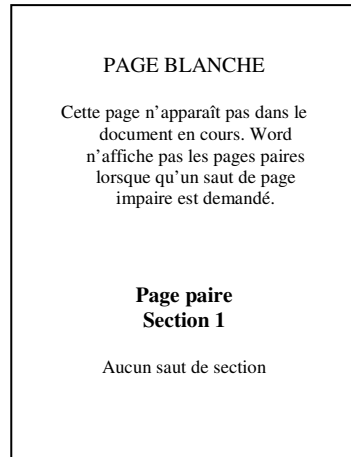 PAGE BLANCHE
Cette page n’apparaît pas dans le
document en cours. Word
n’affiche pas les pages paires
lorsque qu’un saut de page
impaire est demandé.
Page paire
Section 1
Aucun saut de section